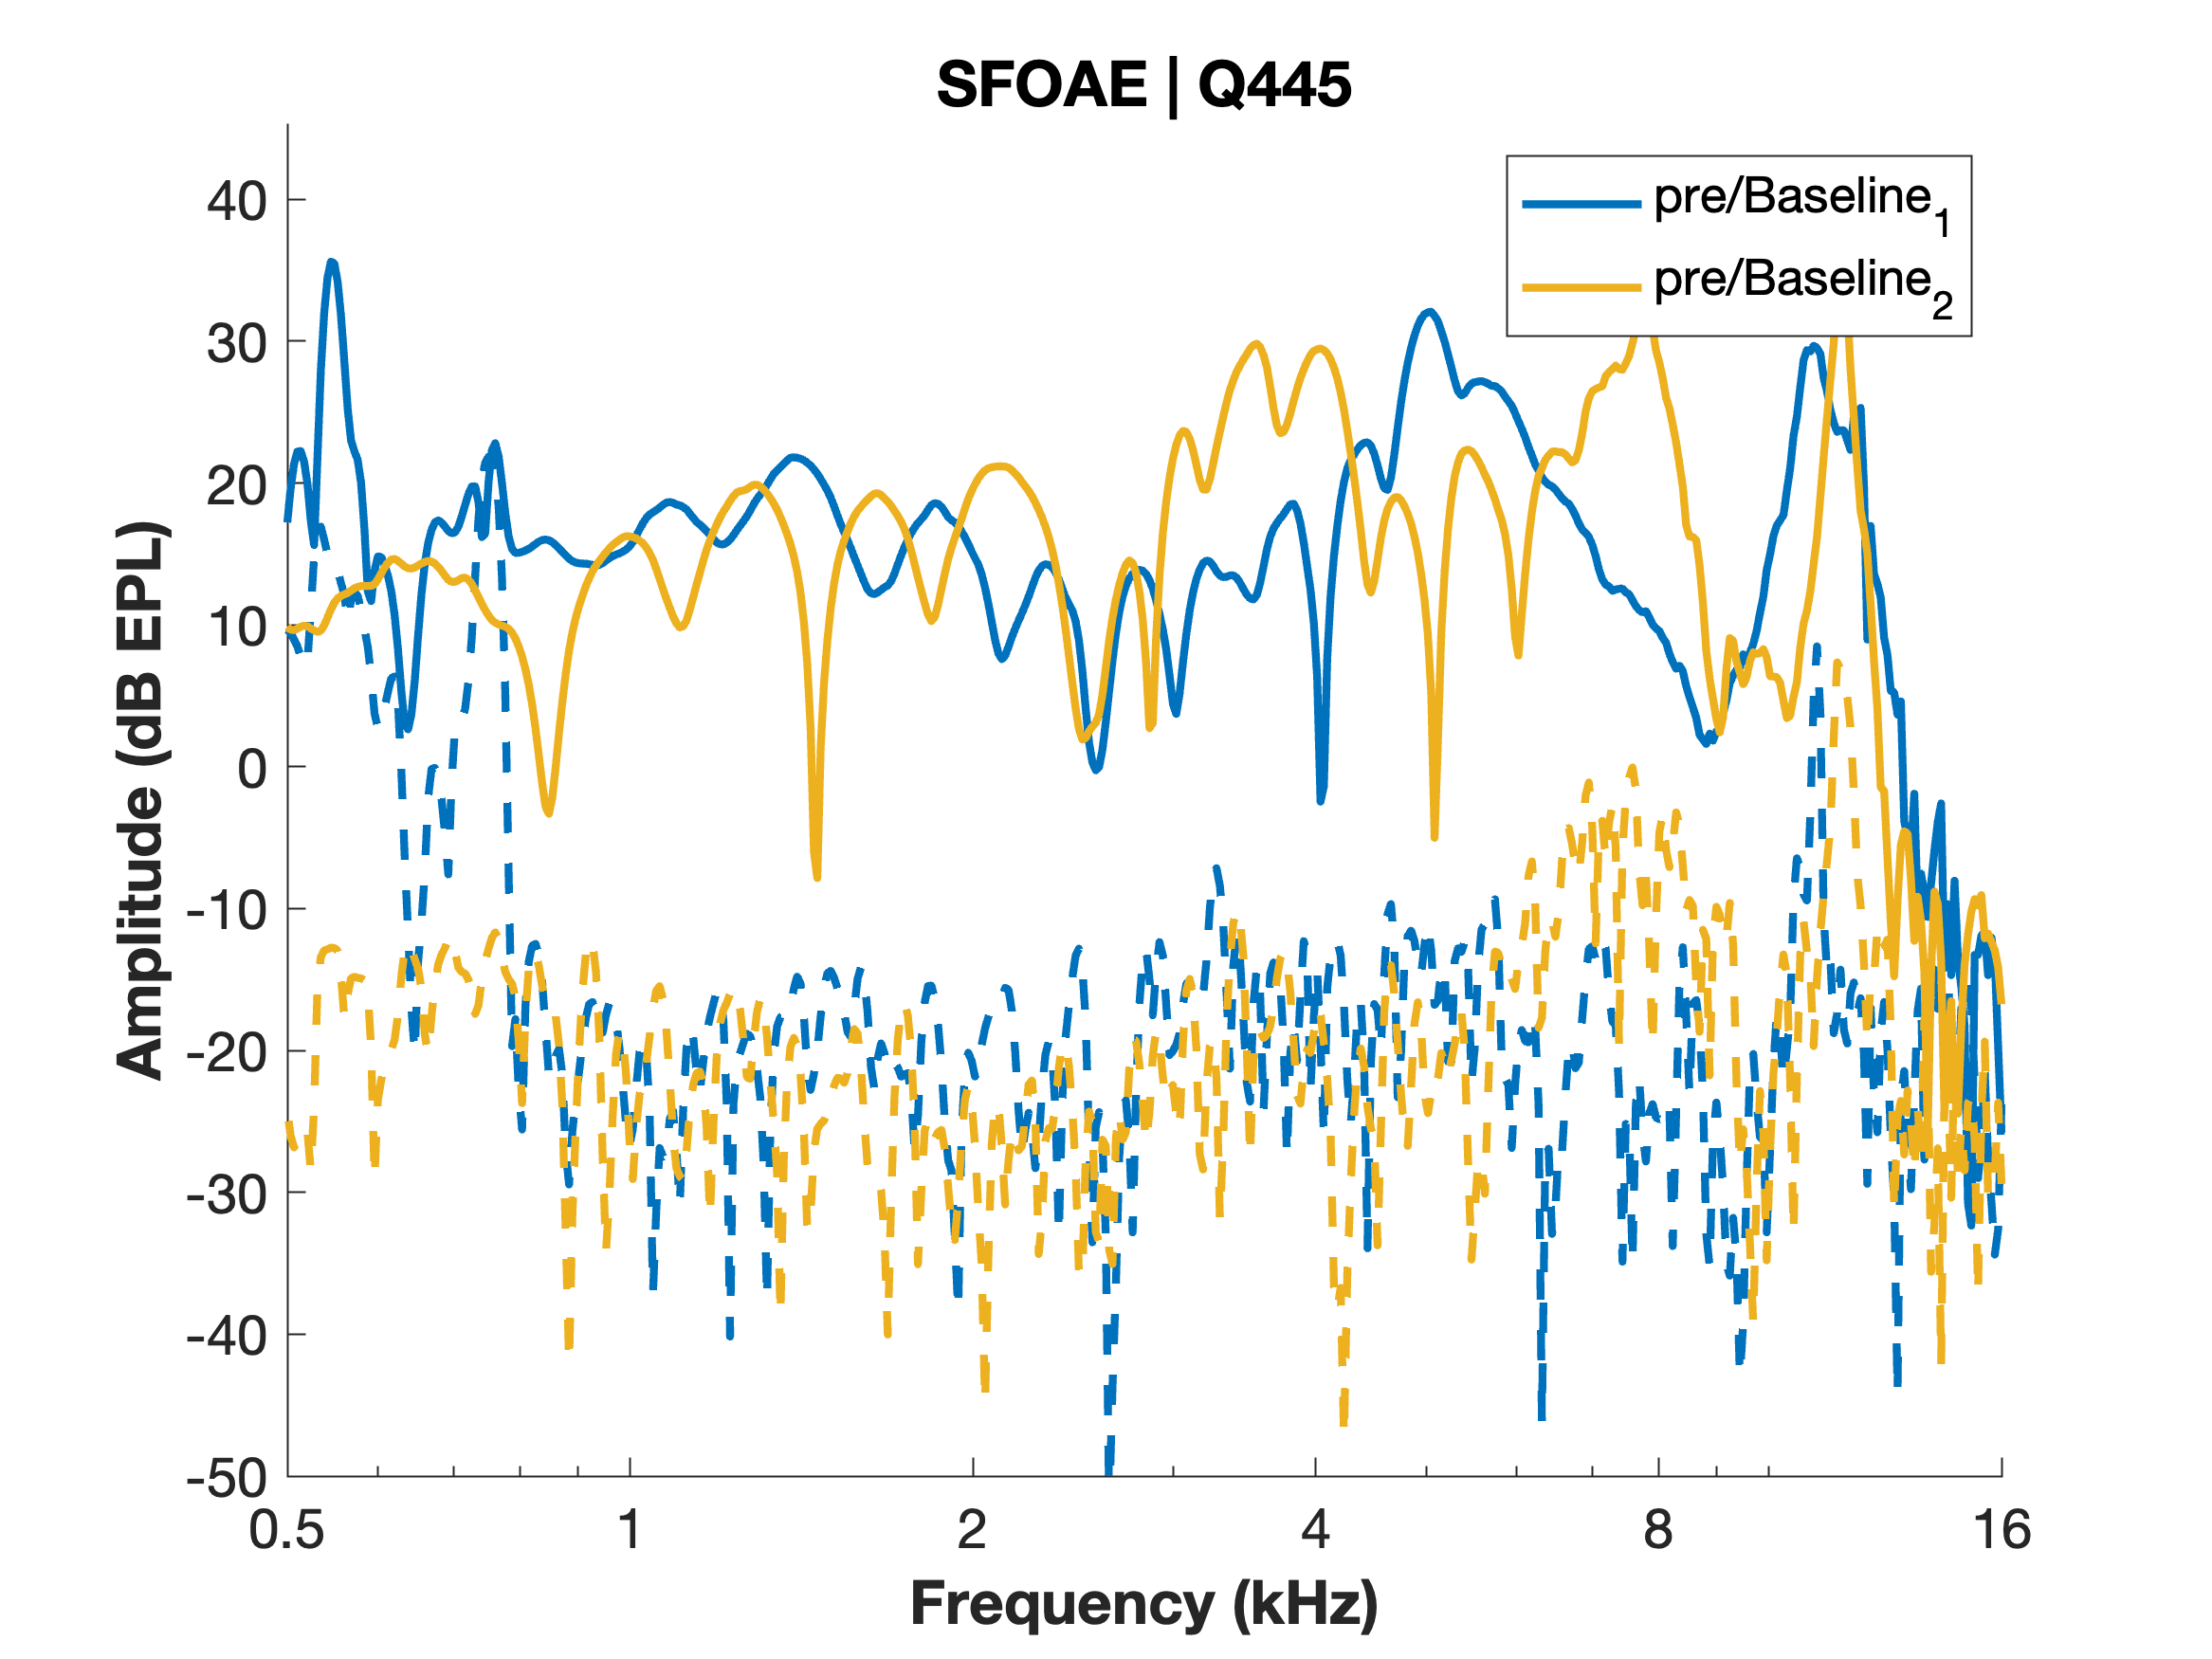 SFOAE | Q445
pre/Baseline1
pre/Baseline2
Amplitude (dB EPL)
40
30
20
10
0
-10
-20
-30
-40
-50
0.5 1 2 4 8 16
Frequency (kHz)